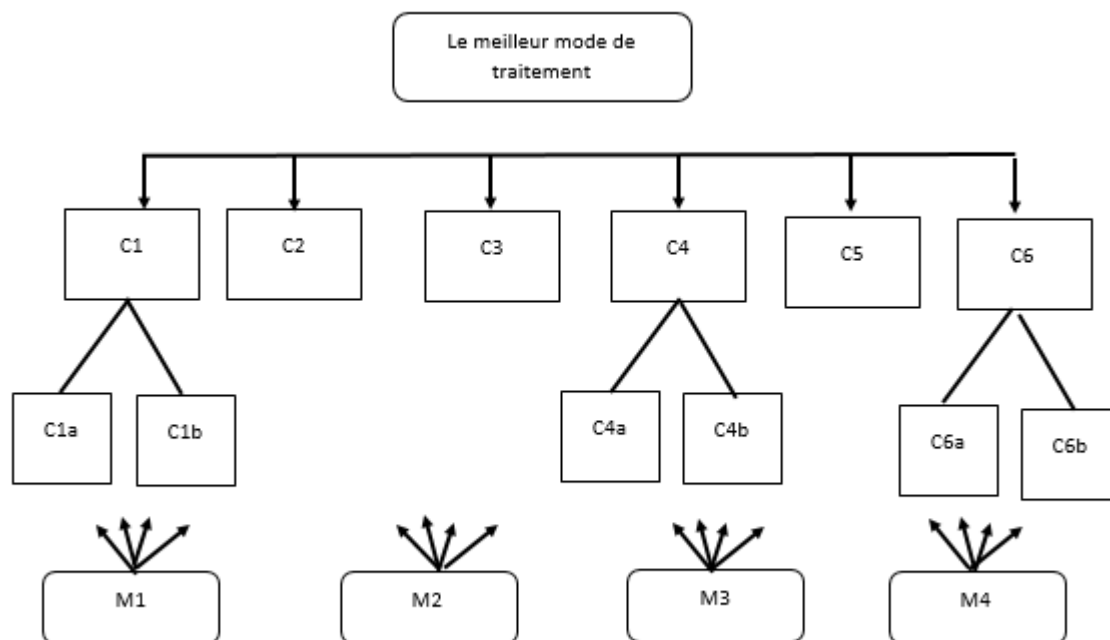 Le meilleur mode de
traitement
C1
C2
C3
C4
C5
C6
C1a
C1b
C4a
C4b
C6a
C6b
M1
M2
M3
M4